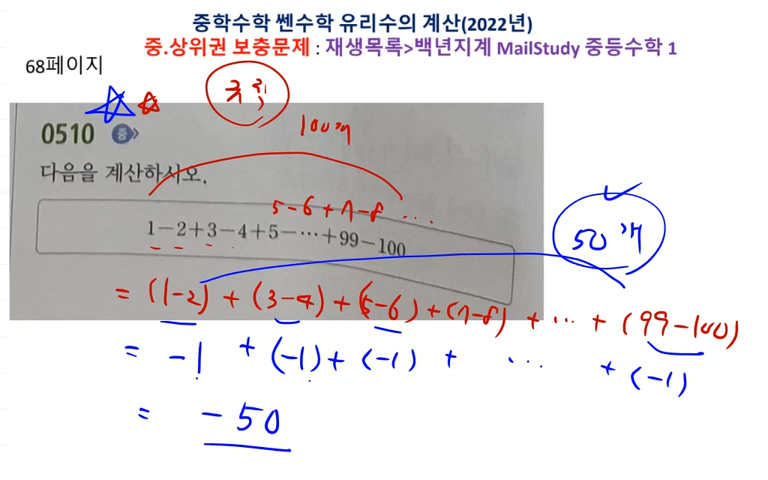 중학수학 쎈수학 유리수의 계산(2022년)
중.상위권 보충문제 : 재생목록>백년지계 MailStudy 중등수학 1
68페이지
규칙
100개
0510 중
다음을 계산하시오.
5-6+7-8 ...
1-2+3-4+5-…+99-100
50개
= (1-2) + (3-4) + (5-6) + (7-8) + ... + (99-100)
= -1 + (-1) + (-1) + ... + (-1)
= -50